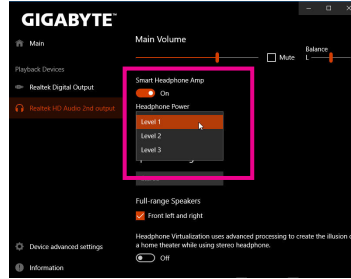 GIGABYTE™
Main
Playback Devices
Realtek Digital Output
Realtek HD Audio 2nd output
Device advanced settings
Information
Main Volume
Mute
Balance
L
Smart Headphone Amp
On
Headphone Power
Level 1
Level 2
Level 3
Full-range Speakers
Front left and right
Headphone Virtualization uses advanced processing to create the illusion o
a home theater while using stereo headphone.
Off